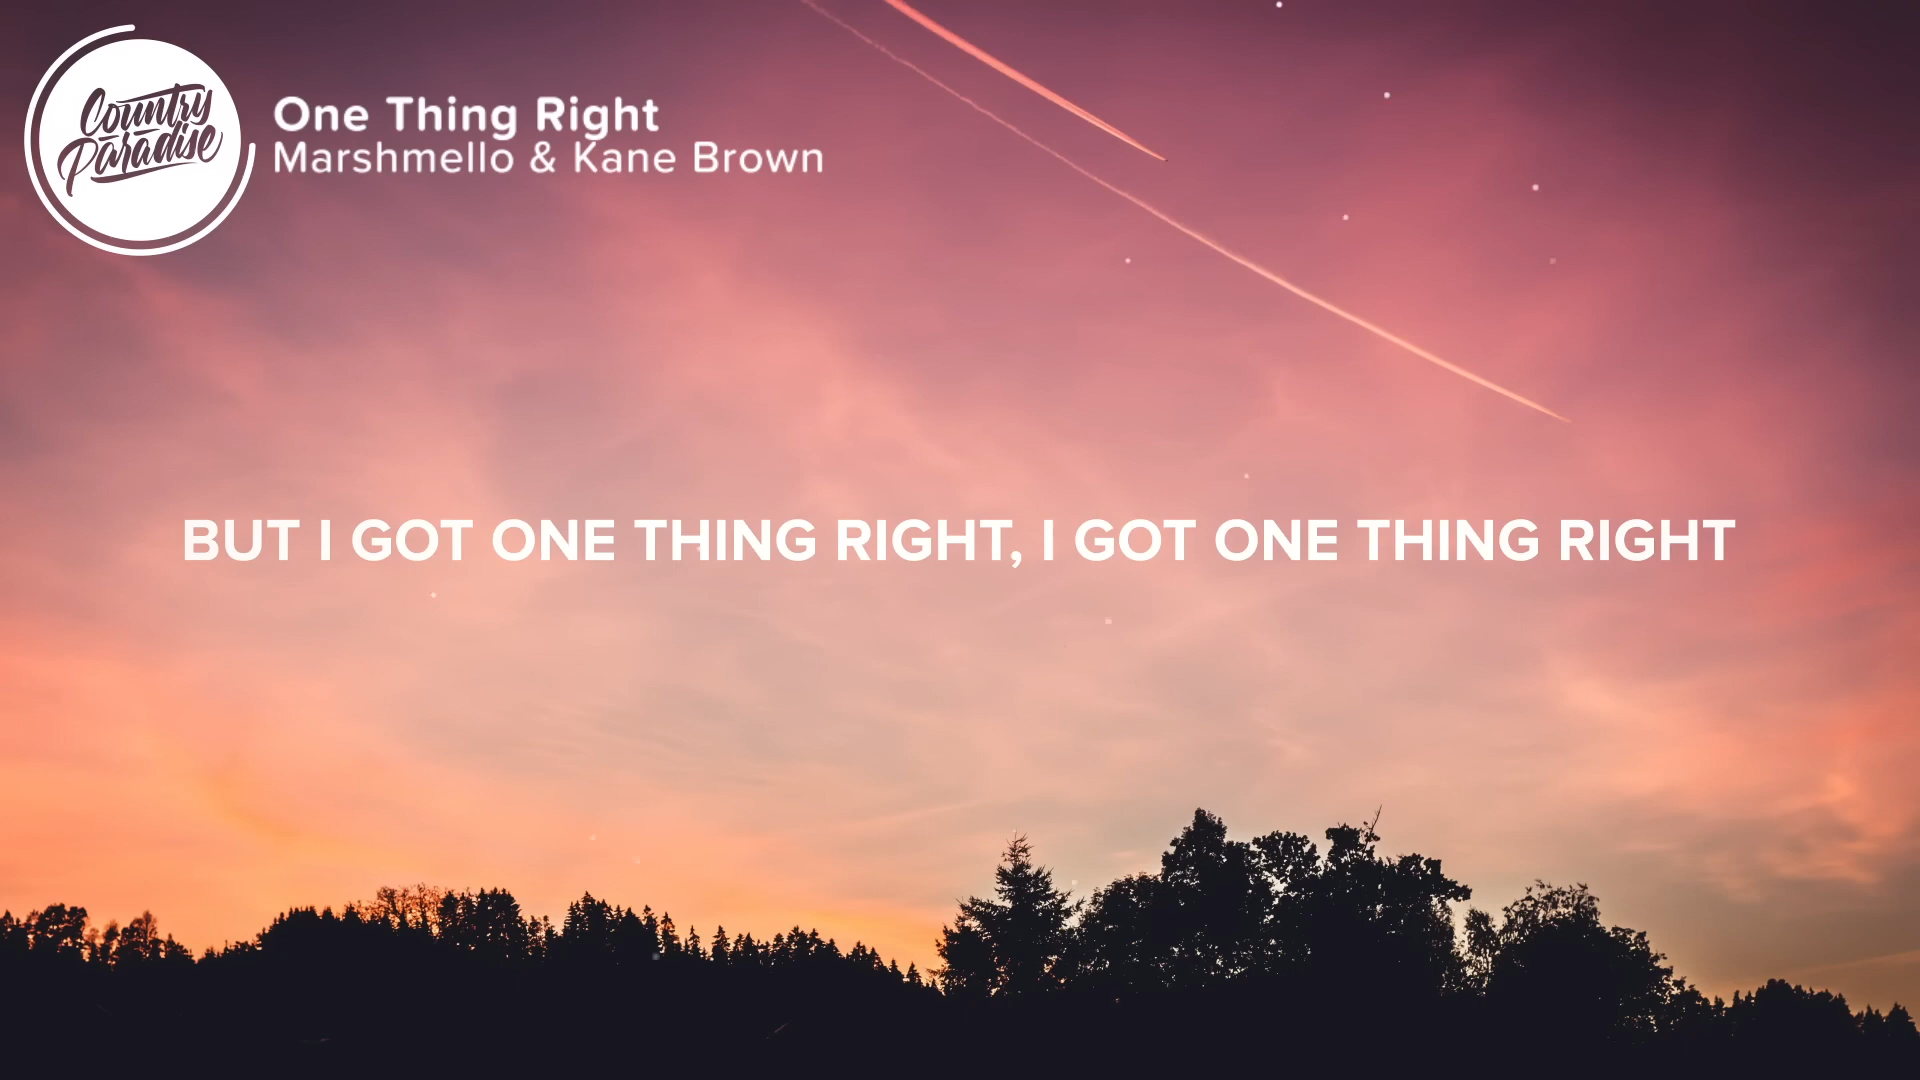 Country
Paradise
One Thing Right
Marshmello & Kane Brown
BUT I GOT ONE THING RIGHT, I GOT ONE THING RIGHT